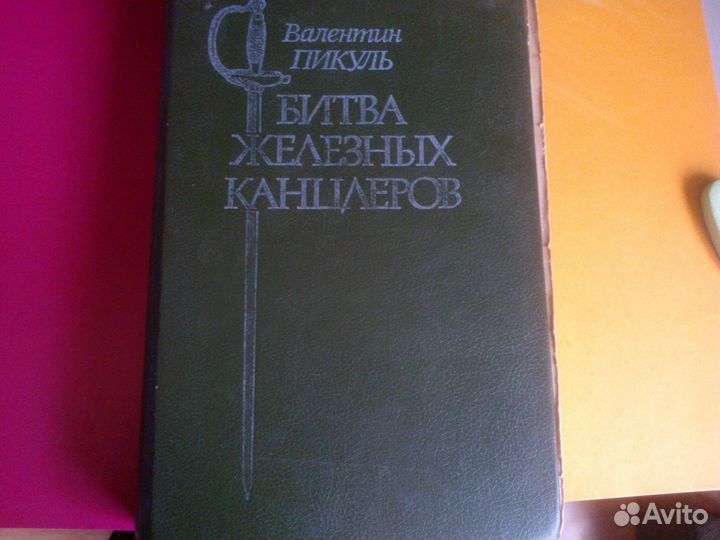 Валентин
ПИКУЛЬ
БИТВА
ЖЕЛЕЗНЫХ
КАНЦЛЕРОВ
Avito